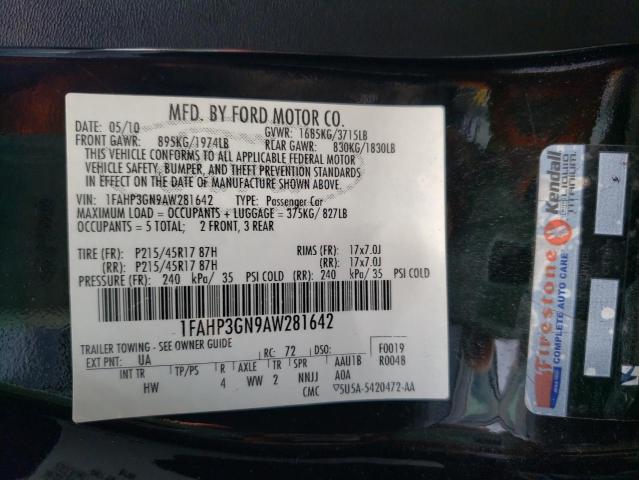 MFD. BY FORD MOTOR CO.
DATE: 05/10 GVWR: 1685KG/3715LB
FRONT GAWR: 895KG/1974LB REAR GAWR: 830KG/1830LB
THIS VEHICLE CONFORMS TO ALL APPLICABLE FEDERAL MOTOR
VEHICLE SAFETY, BUMPER, AND THEFT PREVENTION STANDARDS
IN EFFECT ON THE DATE OF MANUFACTURE SHOWN ABOVE.
VIN: 1FAHP3GN9AW281642 TYPE: Passenger Car
MAXIMUM LOAD = OCCUPANTS + LUGGAGE = 375KG/827LB
OCCUPANTS = 5 TOTAL; 2 FRONT, 3 REAR
TIRE (FR): P215/45R17 87H RIMS (FR): 17x7.0J
(RR): P215/45R17 87H (RR): 17x7.0J
PRESSURE (FR): 240 kPa/ 35 PSI COLD (RR): 240 kPa/ 35 PSI COLD
1FAHP3GN9AW281642
TRAILER TOWING - SEE OWNER GUIDE
EXT PNT: UA RC: 72 DSO: F0019
R0048
INT TR TP/PS R AXLE TR SPR AAU1B
HW 4 WW 2 NNJJ A0A
CMC 5U5A-5420472-AA
Firestone
COMPLETE AUTO CARE
Kendall
LIQUID
TITANIUM